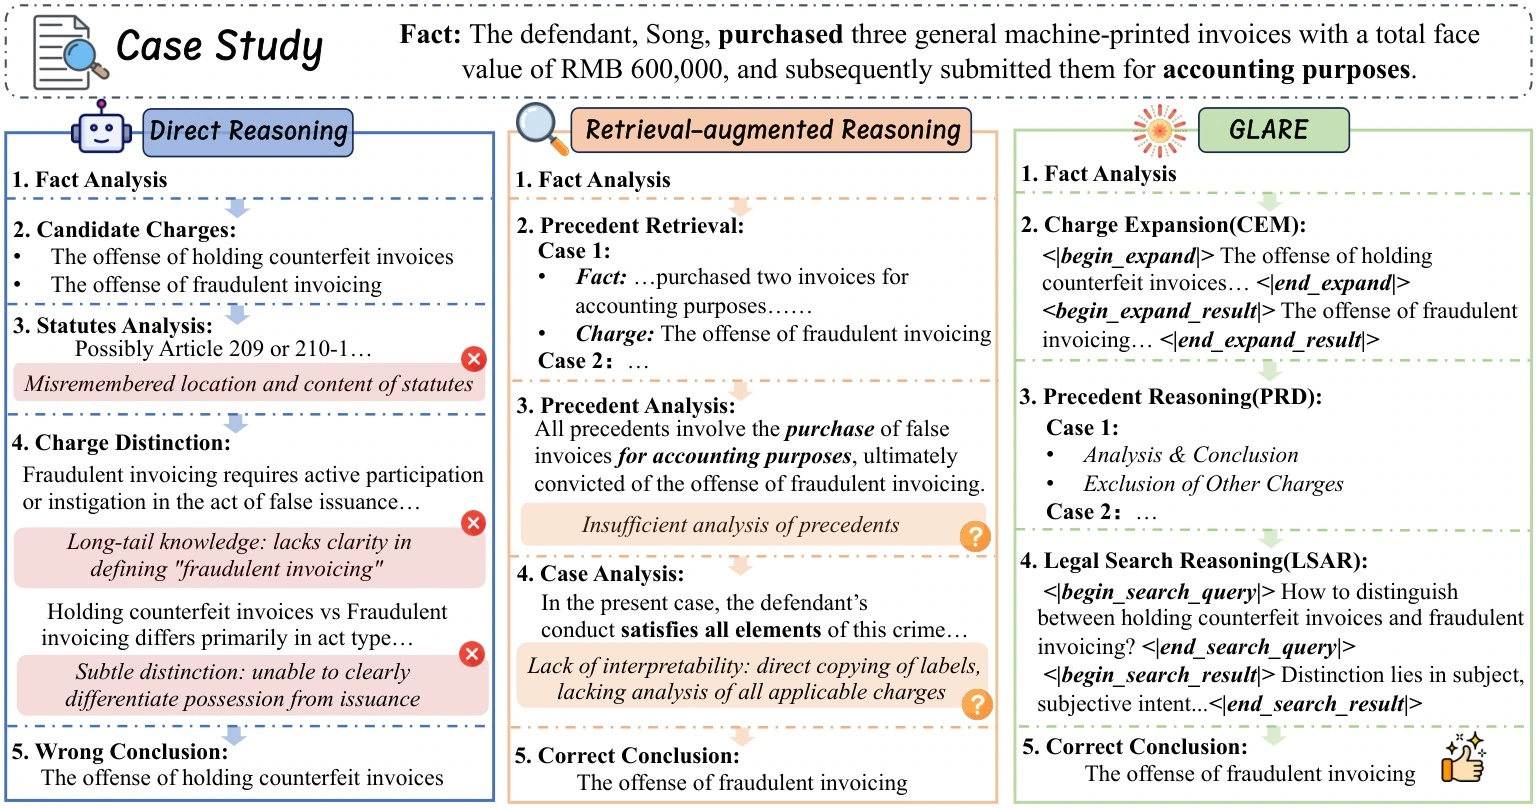 Case Study
Fact: The defendant, Song, purchased three general machine-printed invoices with a total face
value of RMB 600,000, and subsequently submitted them for accounting purposes.
Direct Reasoning
1. Fact Analysis
2. Candidate Charges:
• The offense of holding counterfeit invoices
• The offense of fraudulent invoicing
3. Statutes Analysis:
Possibly Article 209 or 210-1…
Misremembered location and content of statutes
4. Charge Distinction:
Fraudulent invoicing requires active participation
or instigation in the act of false issuance…
Long-tail knowledge: lacks clarity in
defining "fraudulent invoicing"
Holding counterfeit invoices vs Fraudulent
invoicing differs primarily in act type…
Subtle distinction: unable to clearly
differentiate possession from issuance
5. Wrong Conclusion:
The offense of holding counterfeit invoices
Retrieval-augmented Reasoning
1. Fact Analysis
2. Precedent Retrieval:
Case 1:
• Fact: …purchased two invoices for
accounting purposes……
• Charge: The offense of fraudulent invoicing
Case 2: …
3. Precedent Analysis:
All precedents involve the purchase of false
invoices for accounting purposes, ultimately
convicted of the offense of fraudulent invoicing.
Insufficient analysis of precedents
?
4. Case Analysis:
In the present case, the defendant's
conduct satisfies all elements of this crime…
Lack of interpretability: direct copying of labels,
lacking analysis of all applicable charges
?
5. Correct Conclusion:
The offense of fraudulent invoicing
GLARE
1. Fact Analysis
2. Charge Expansion(CEM):
<|begin_expand|> The offense of holding
counterfeit invoices… <|end_expand|>
<begin_expand_result|> The offense of fraudulent
invoicing… <|end_expand_result|>
3. Precedent Reasoning(PRD):
Case 1:
• Analysis & Conclusion
• Exclusion of Other Charges
Case 2: …
4. Legal Search Reasoning(LSAR):
<|begin_search_query|> How to distinguish
between holding counterfeit invoices and fraudulent
invoicing? <|end_search_query|>
<|begin_search_result|> Distinction lies in subject,
subjective intent...<|end_search_result|>
5. Correct Conclusion:
The offense of fraudulent invoicing